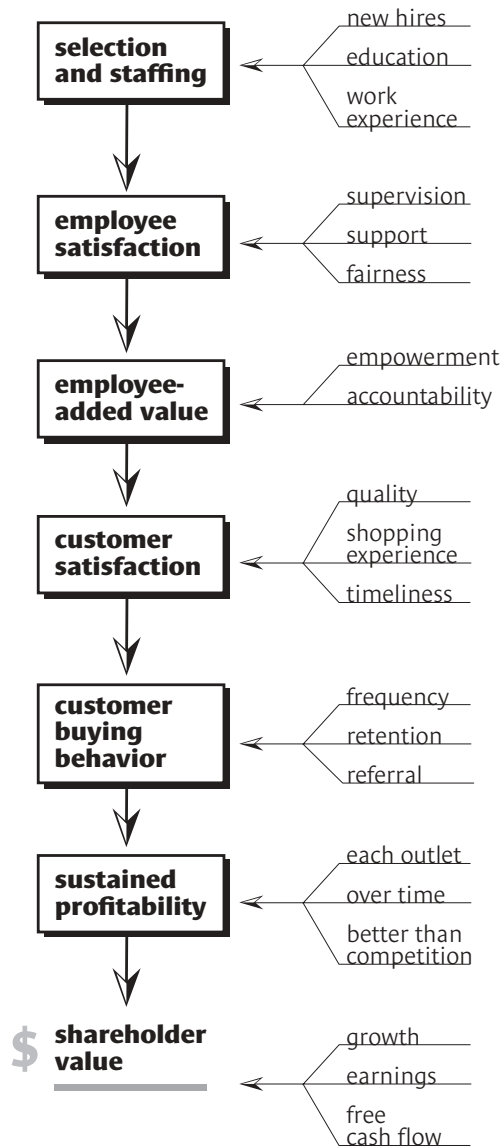 selection
and staffing
new hires
education
work
experience
employee
satisfaction
supervision
support
fairness
employee-
added value
empowerment
accountability
customer
satisfaction
quality
shopping
experience
timeliness
customer
buying
behavior
frequency
retention
referral
sustained
profitability
each outlet
over time
better than
competition
$
shareholder
value
growth
earnings
free
cash flow